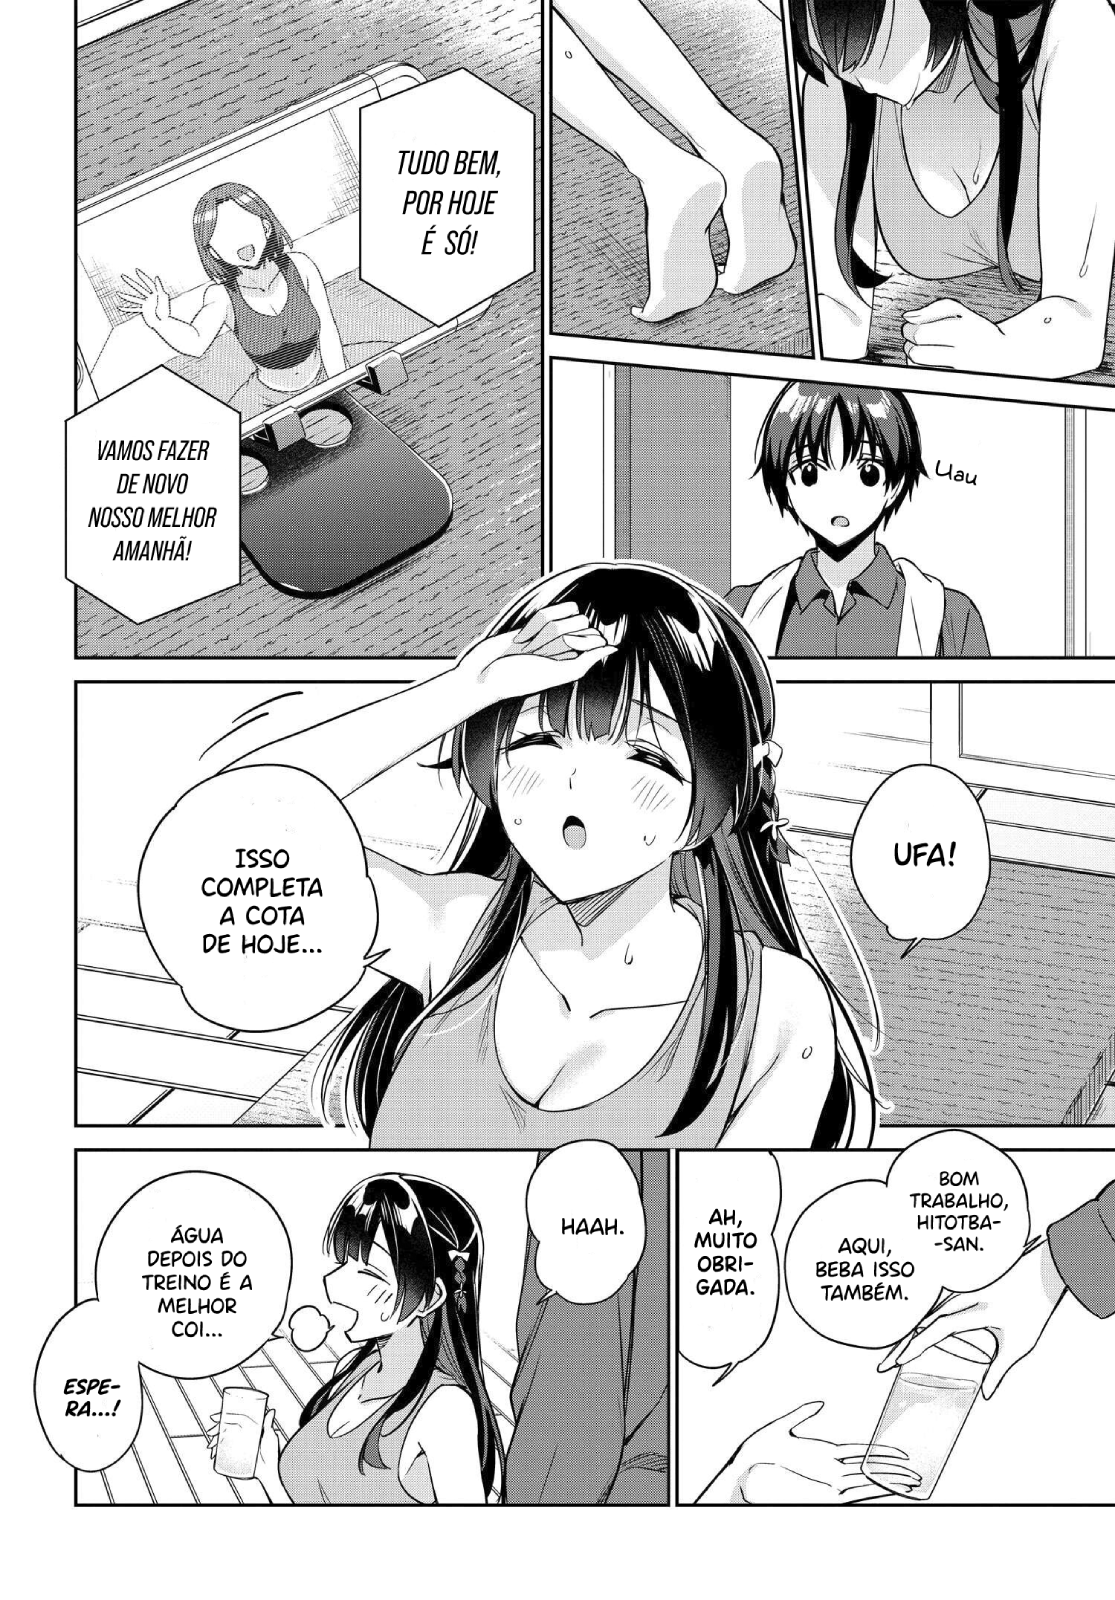 TUDO BEM,
POR HOJE
É SÓ!
VAMOS FAZER
DE NOVO
NOSSO MELHOR
AMANHÃ!
Uau
UFA!
ISSO
COMPLETA
A COTA
DE HOJE...
BOM
TRABALHO,
HITOTBA-
-SAN.
AQUI,
BEBA ISSO
TAMBÉM.
AH,
MUITO
OBRI-
GADA.
HAAH.
ÁGUA
DEPOIS DO
TREINO É A
MELHOR
COI...
ESPE-
RA...!